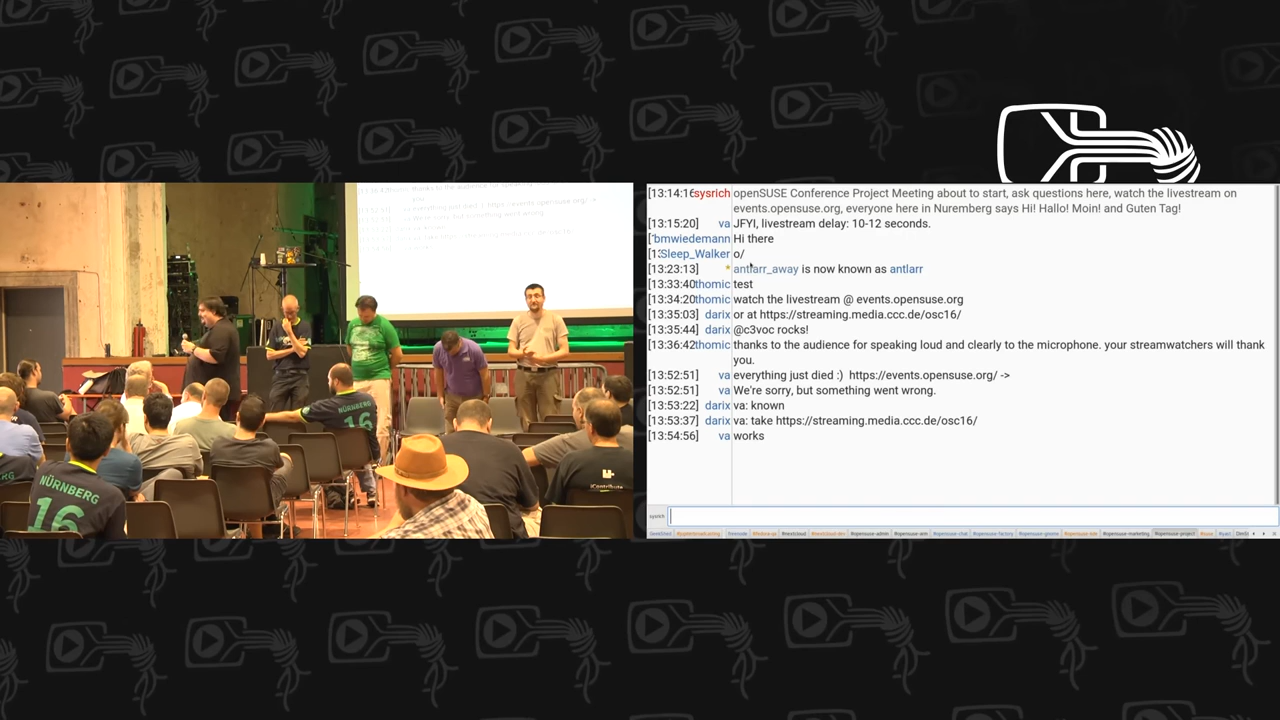 [13:14:16 sysrich openSUSE Conference Project Meeting about to start, ask questions here, watch the livestream on
events.opensuse.org, everyone here in Nuremberg says Hi! Hallo! Moin! and Guten Tag!
[13:15:20] va JFYI, livestream delay: 10-12 seconds.
bmwiedemann Hi there
[13: Sleep_Walker o/
[13:23:13] * antlarr_away is now known as antlarr
[13:33:40 thomic test
[13:34:20 thomic watch the livestream @ events.opensuse.org
[13:35:03] darix or at https://streaming.media.ccc.de/osc16/
[13:35:44] darix @c3voc rocks!
[13:36:42 thomic thanks to the audience for speaking loud and clearly to the microphone. your streamwatchers will thank
you.
[13:52:51] va everything just died :) https://events.opensuse.org/ ->
[13:52:51] va We're sorry, but something went wrong.
[13:53:22] darix va: known
[13:53:37] darix va: take https://streaming.media.ccc.de/osc16/
[13:54:56] va works
sysrich
NÜRNBERG
16
NÜRNBERG
16
iContribute